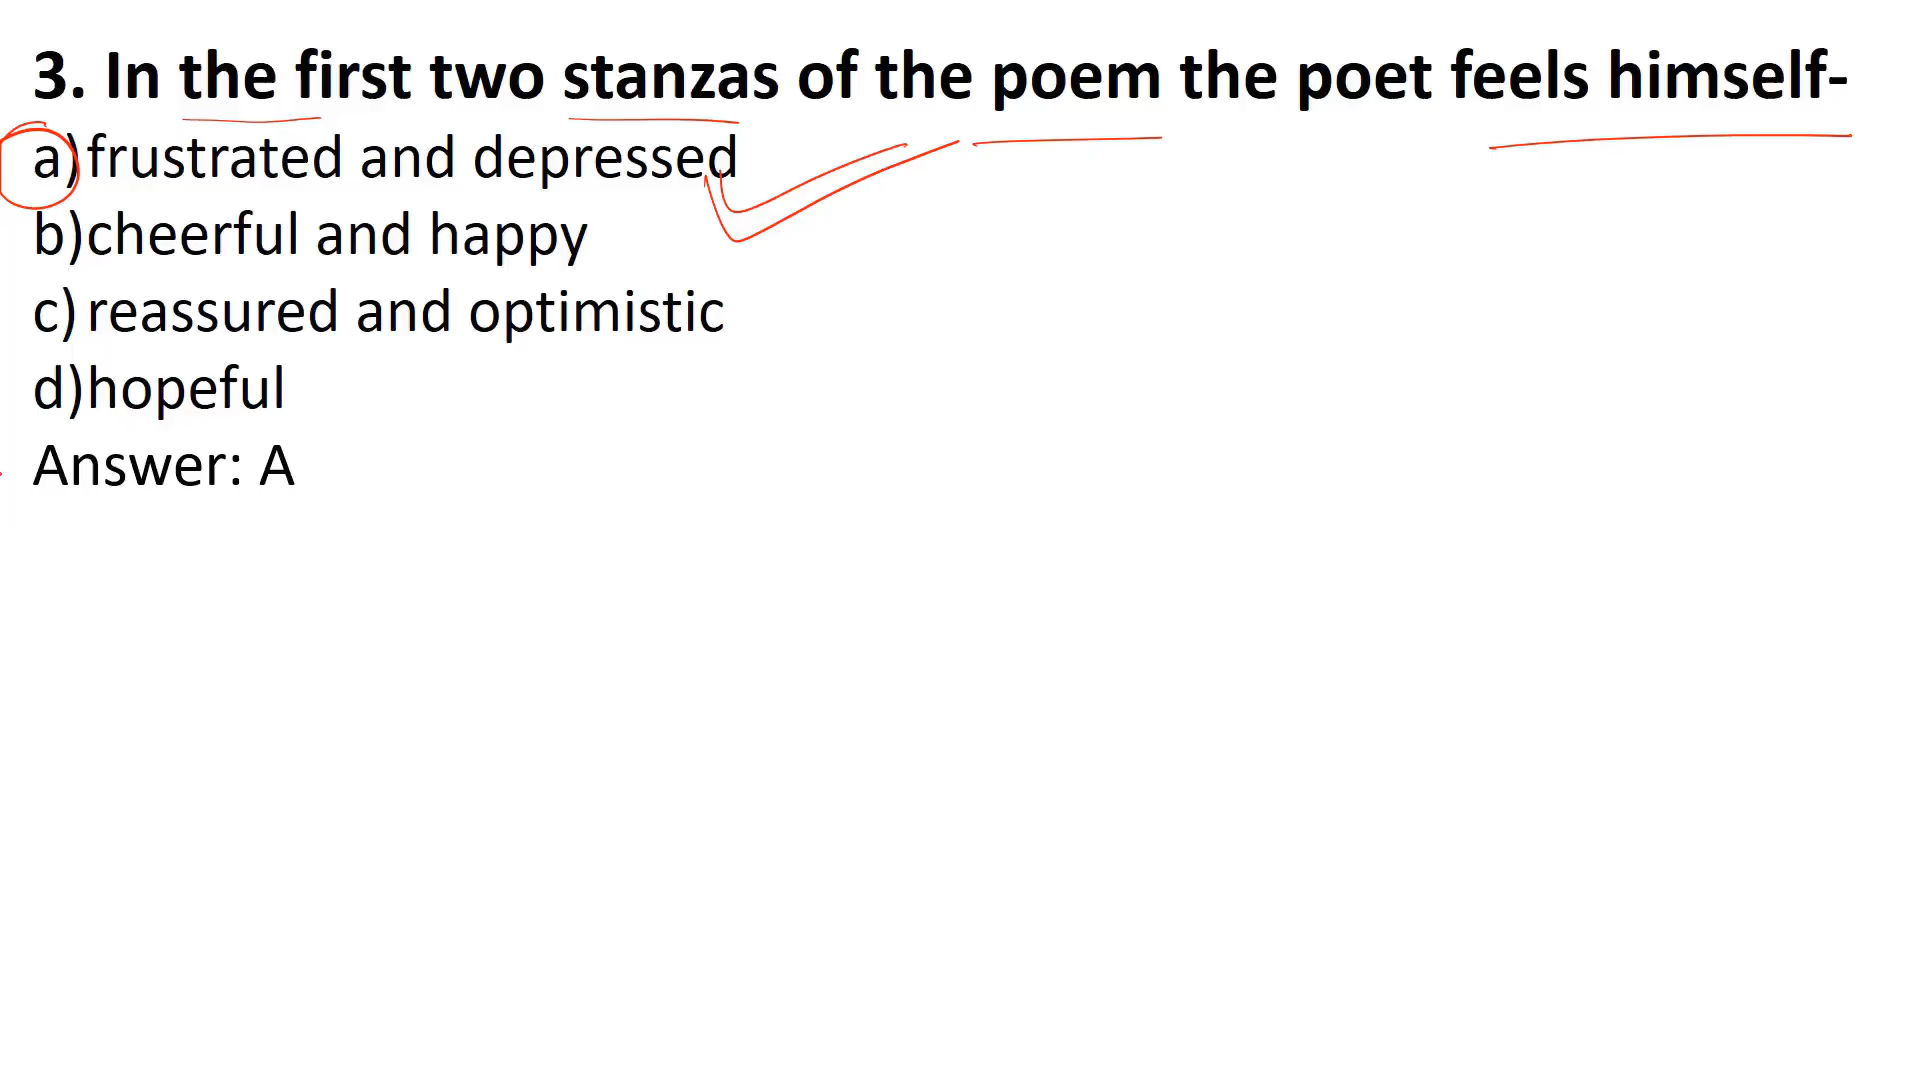 3. In the first two stanzas of the poem the poet feels himself-
a) frustrated and depressed
b)cheerful and happy
c) reassured and optimistic
d)hopeful
Answer: A